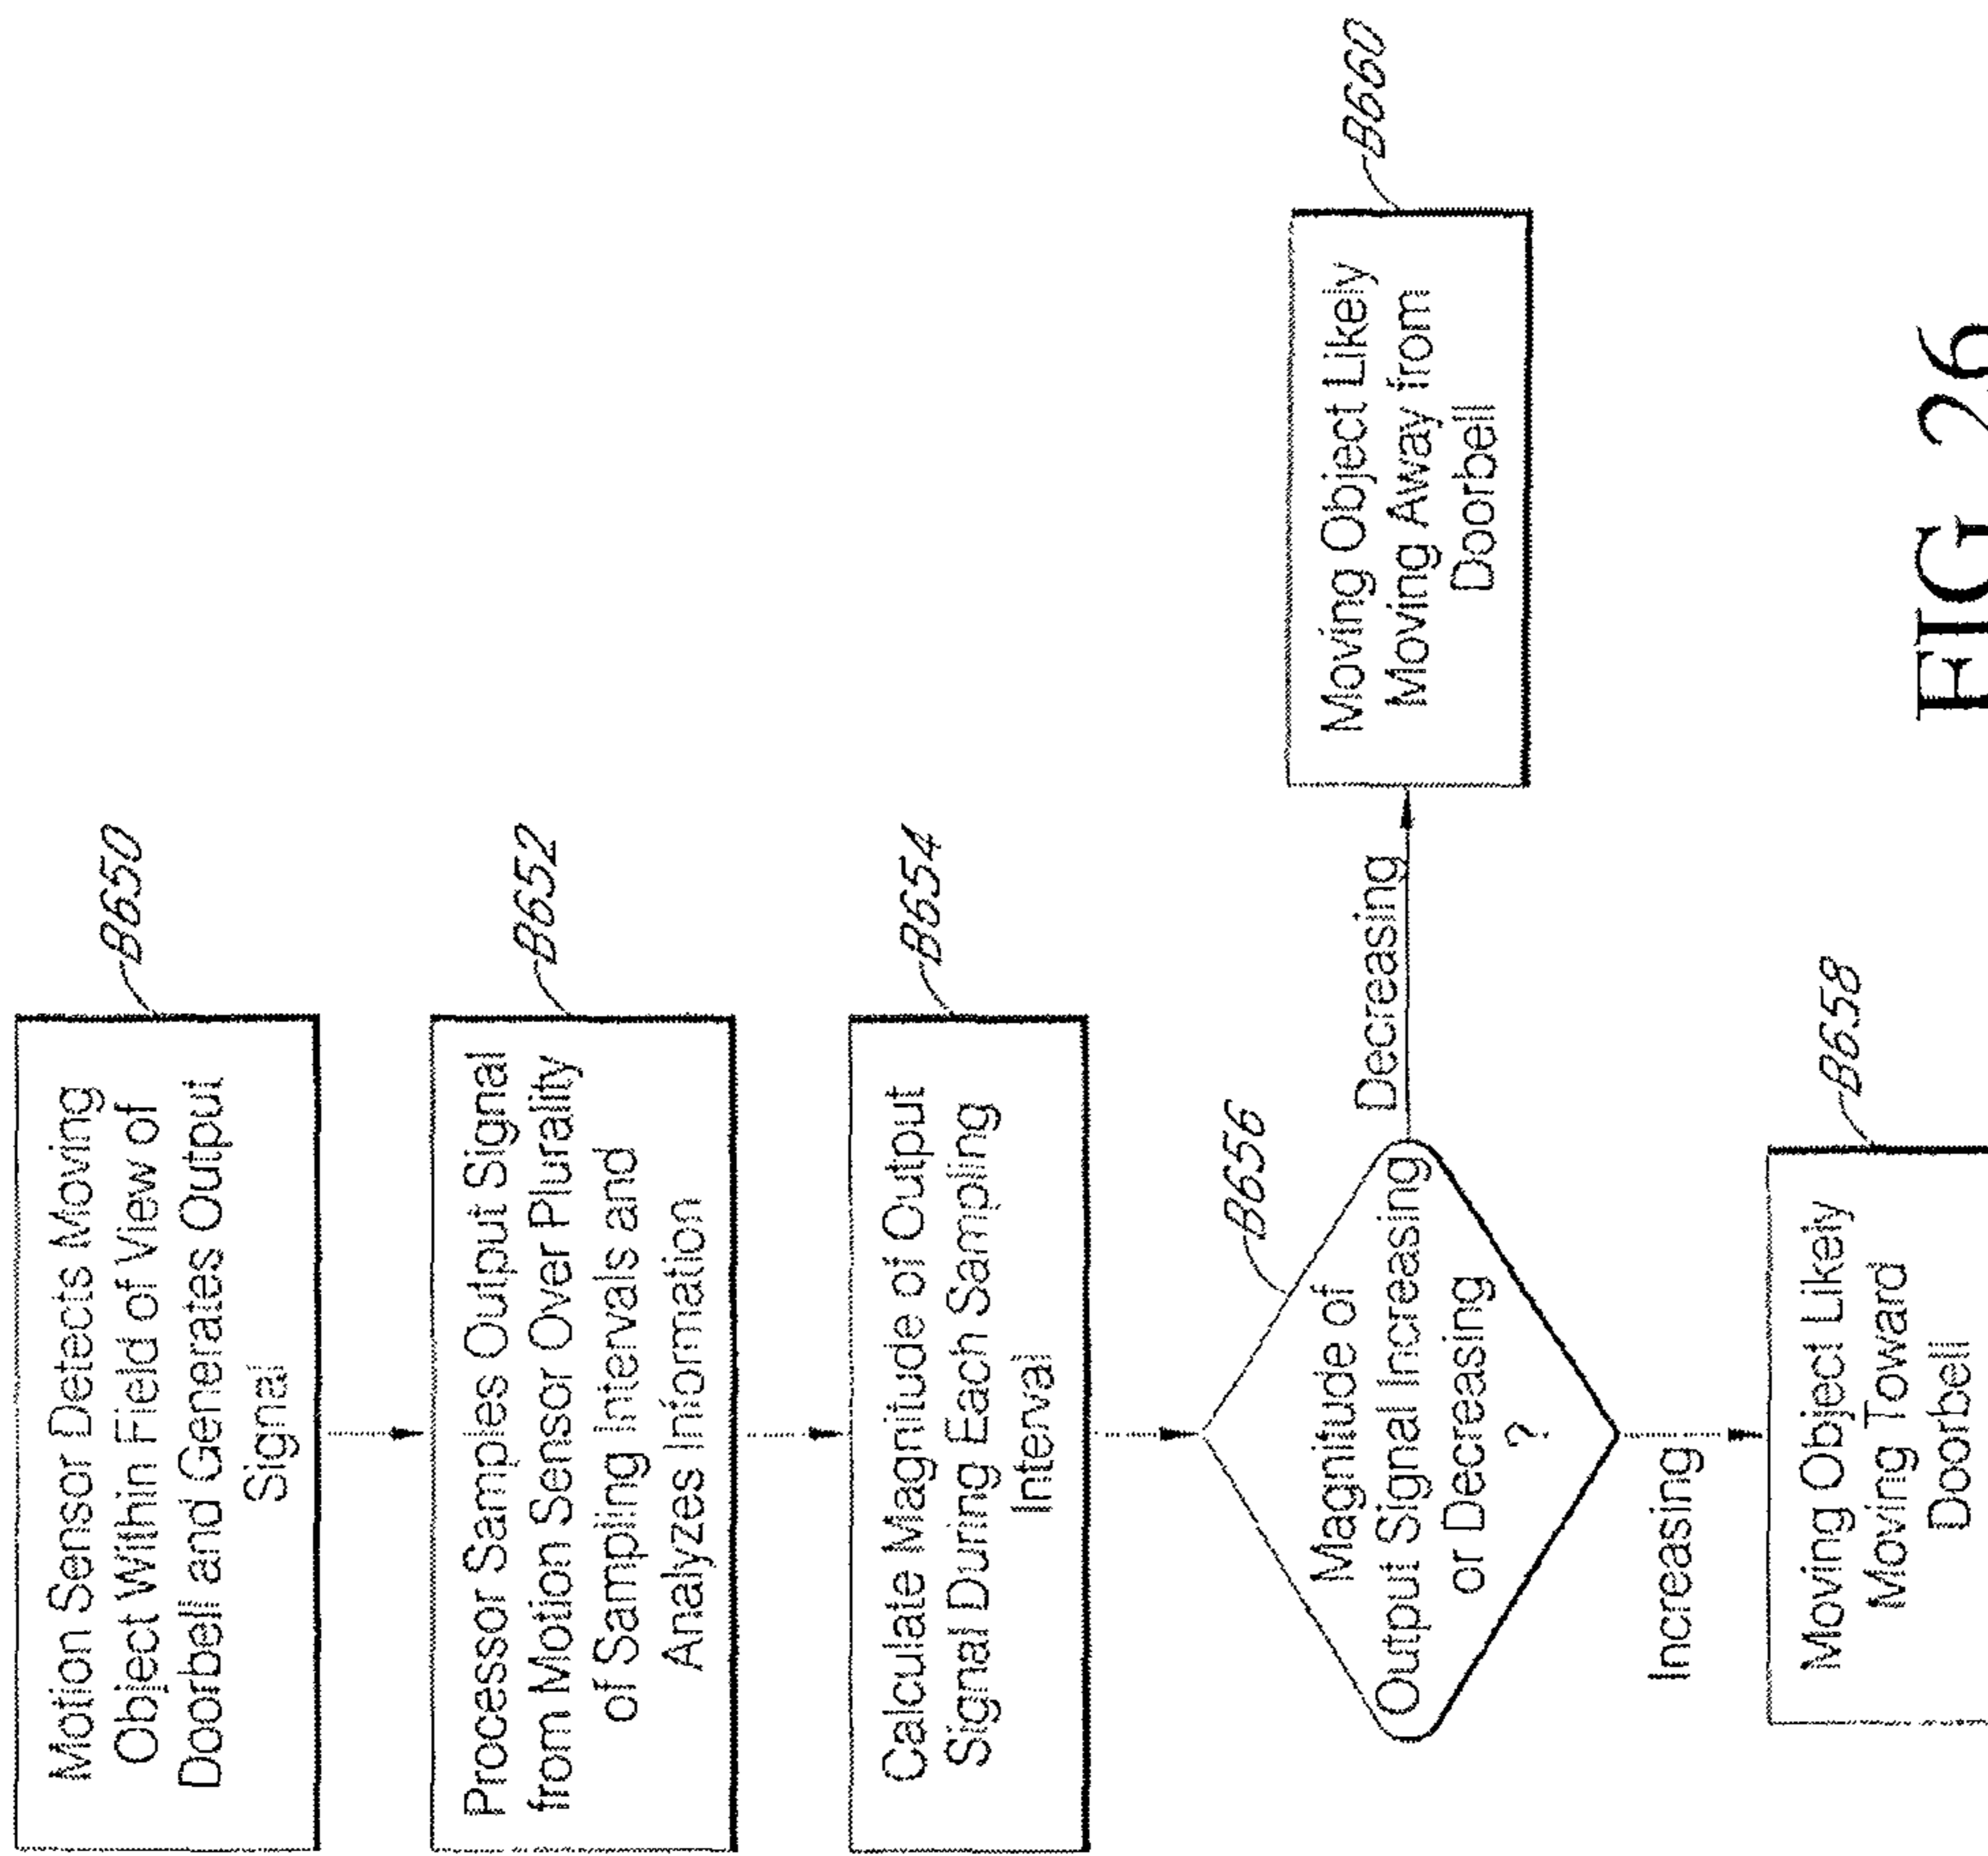 Motion Sensor Detects Moving
Object Within Field of View of
Doorbell and Generates Output
Signal
B650
Processor Samples Output Signal
from Motion Sensor Over Plurality
of Sampling Intervals and
Analyzes Information
B652
Calculate Magnitude of Output
Signal During Each Sampling
Interval
B654
Magnitude of
Output Signal Increasing
or Decreasing
?
B656
Decreasing
Moving Object Likely
Moving Away from
Doorbell
B660
Increasing
Moving Object Likely
Moving Toward
Doorbell
B658
FIG 26